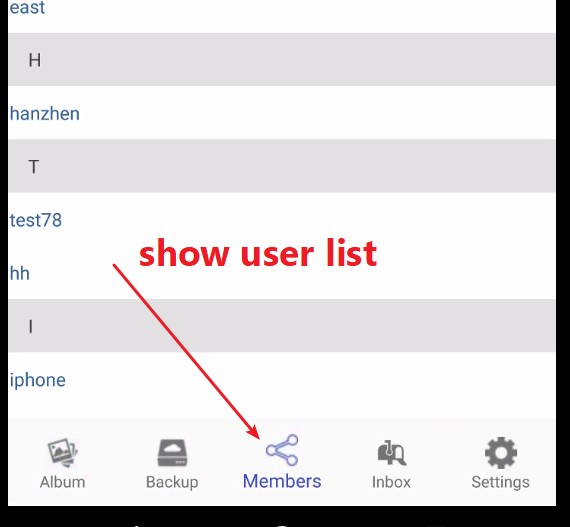 east
H
hanzhen
T
test78
show user list
hh
I
iphone
Album Backup Members Inbox Settings